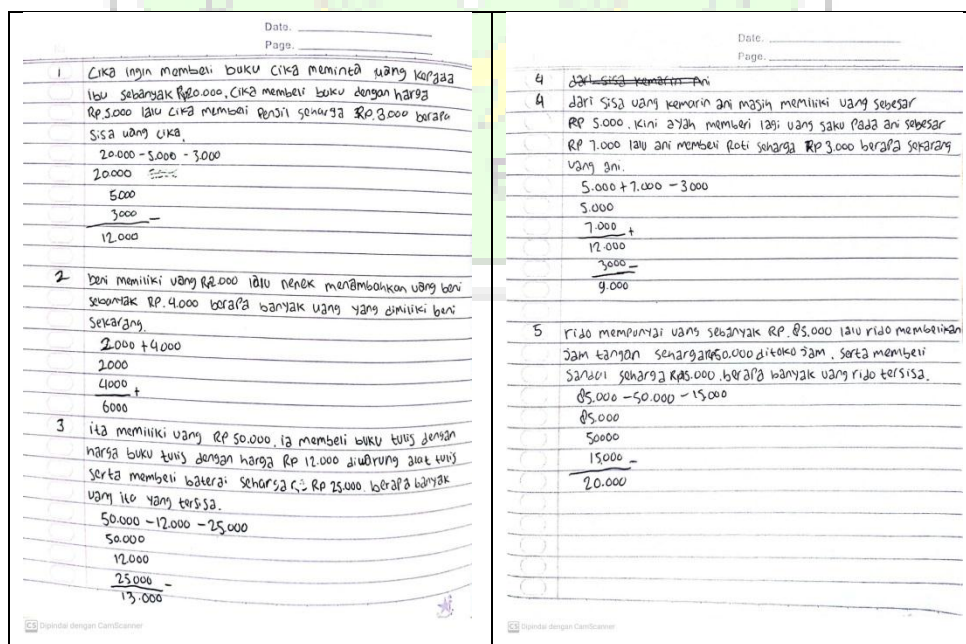 Date.
Page.
1 Cika ingin membeli buku cika meminta uang kepada
ibu sebanyak Rp20.000, Cika membeli buku dengan harga
Rp.5.000 lalu cika membeli pensil seharga Rp.3.000 berapa
sisa uang cika.
20.000 - 5.000 - 3.000
20.000
5000
3000 -
12.000
2 beni memiliki uang Rp2.000 lalu nenek menambahkan uang beni
sebanyak RP. 4.000 berapa banyak uang yang dimiliki beni
sekarang.
2000 + 4000
2000
4000 +
6000
3 ita memiliki uang RP 50.000. ia membeli buku tulis dengan
harga buku tulis dengan harga Rp 12.000 diwarung alat tulis
serta membeli baterai seharga Rp 25.000 berapa banyak
uang ita yang tersisa.
50.000 - 12.000 - 25,000
50.000
12000
25000 -
13.000
CS Dipindai dengan CamScanner
Date.
Page.
4 dari sisa kemarin Ani
4 dari sisa uang kemarin ani masih memiliki uang sebesar
RP 5.000. Kini ayah memberi lagi uang saku pada ani sebesar
RP 7.000 lalu ani membeli Roti seharga RP 3.000 berapa sekarang
uang ani.
5.000 + 7.000 - 3000
5.000
7.000 +
12.000
3000 -
9.000
5 rido mempunyai uang sebanyak RP. 85.000 lalu rido membelikan
jam tangan seharga Rp50.000 ditoko jam, serta membeli
sandal seharga Rp15.000 berapa banyak uang rido tersisa.
85.000 - 50.000 - 15,000
85.000
50000
15,000 -
20.000
CS Dipindai dengan CamScanner